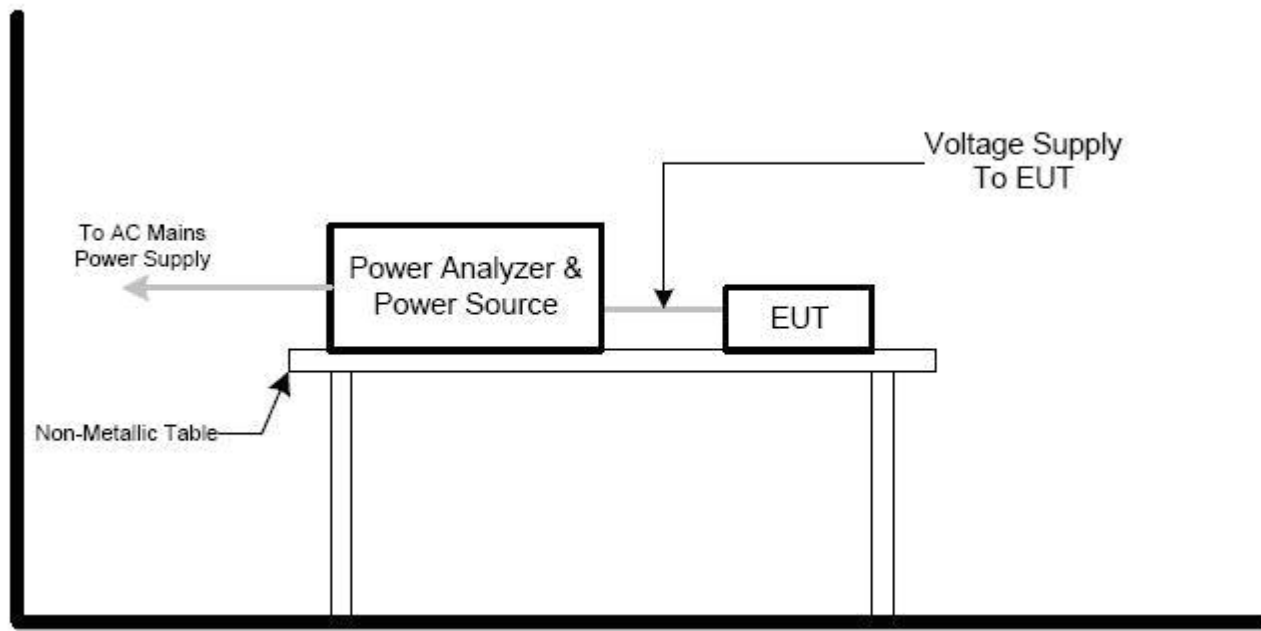 Voltage Supply
To EUT
To AC Mains
Power Supply
Power Analyzer &
Power Source
EUT
Non-Metallic Table